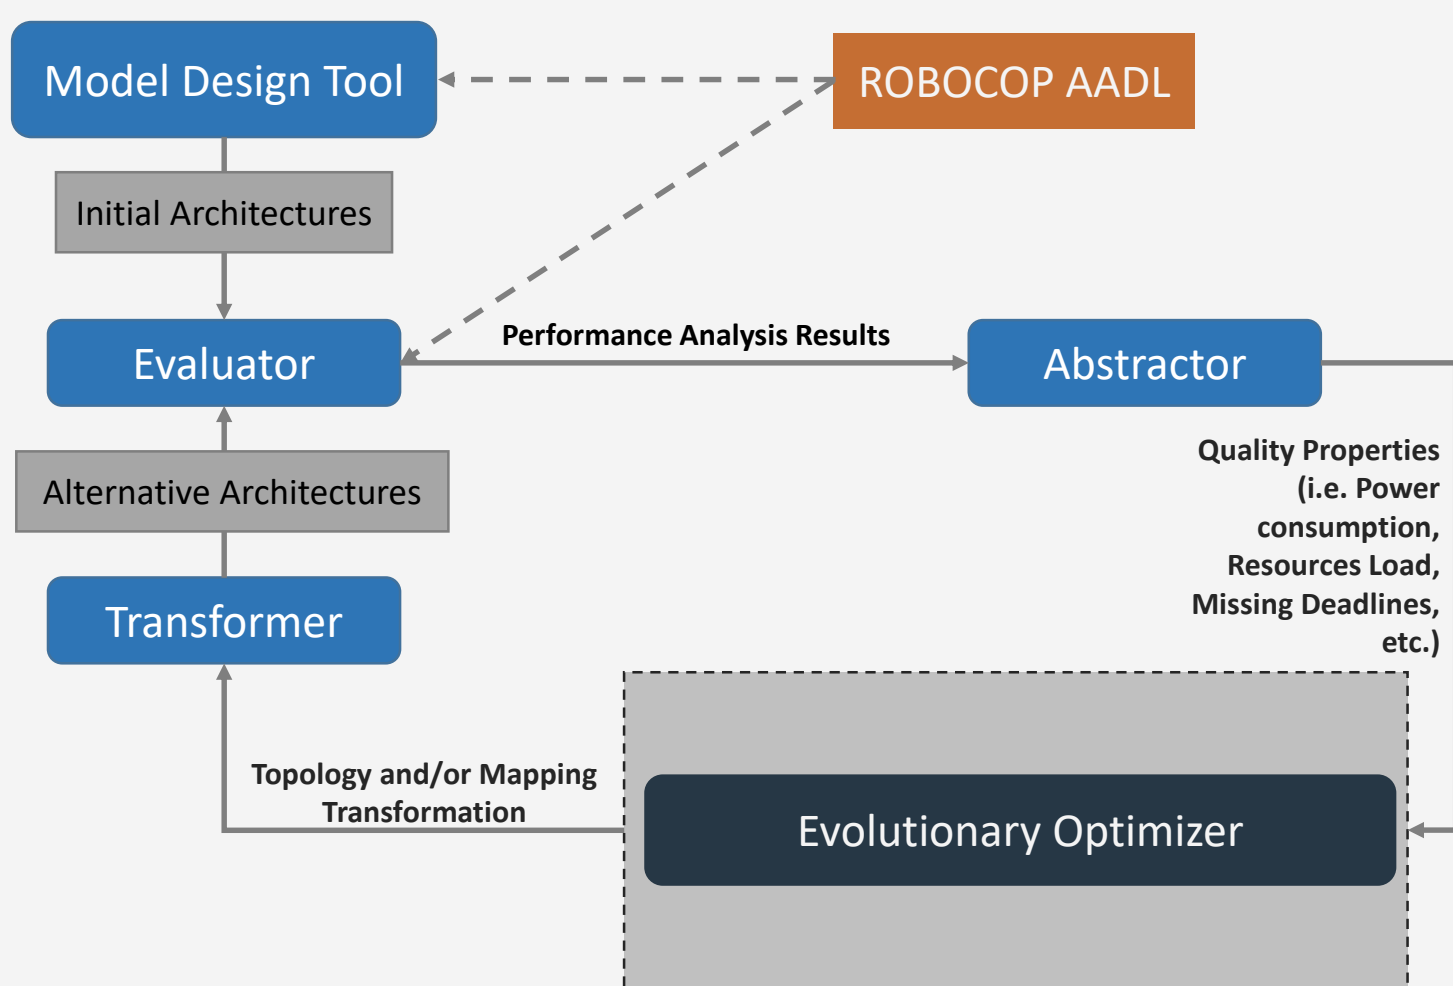 Model Design Tool
ROBOCOP AADL
Initial Architectures
Evaluator
Performance Analysis Results
Abstractor
Alternative Architectures
Quality Properties
(i.e. Power
consumption,
Resources Load,
Missing Deadlines,
etc.)
Transformer
Topology and/or Mapping
Transformation
Evolutionary Optimizer